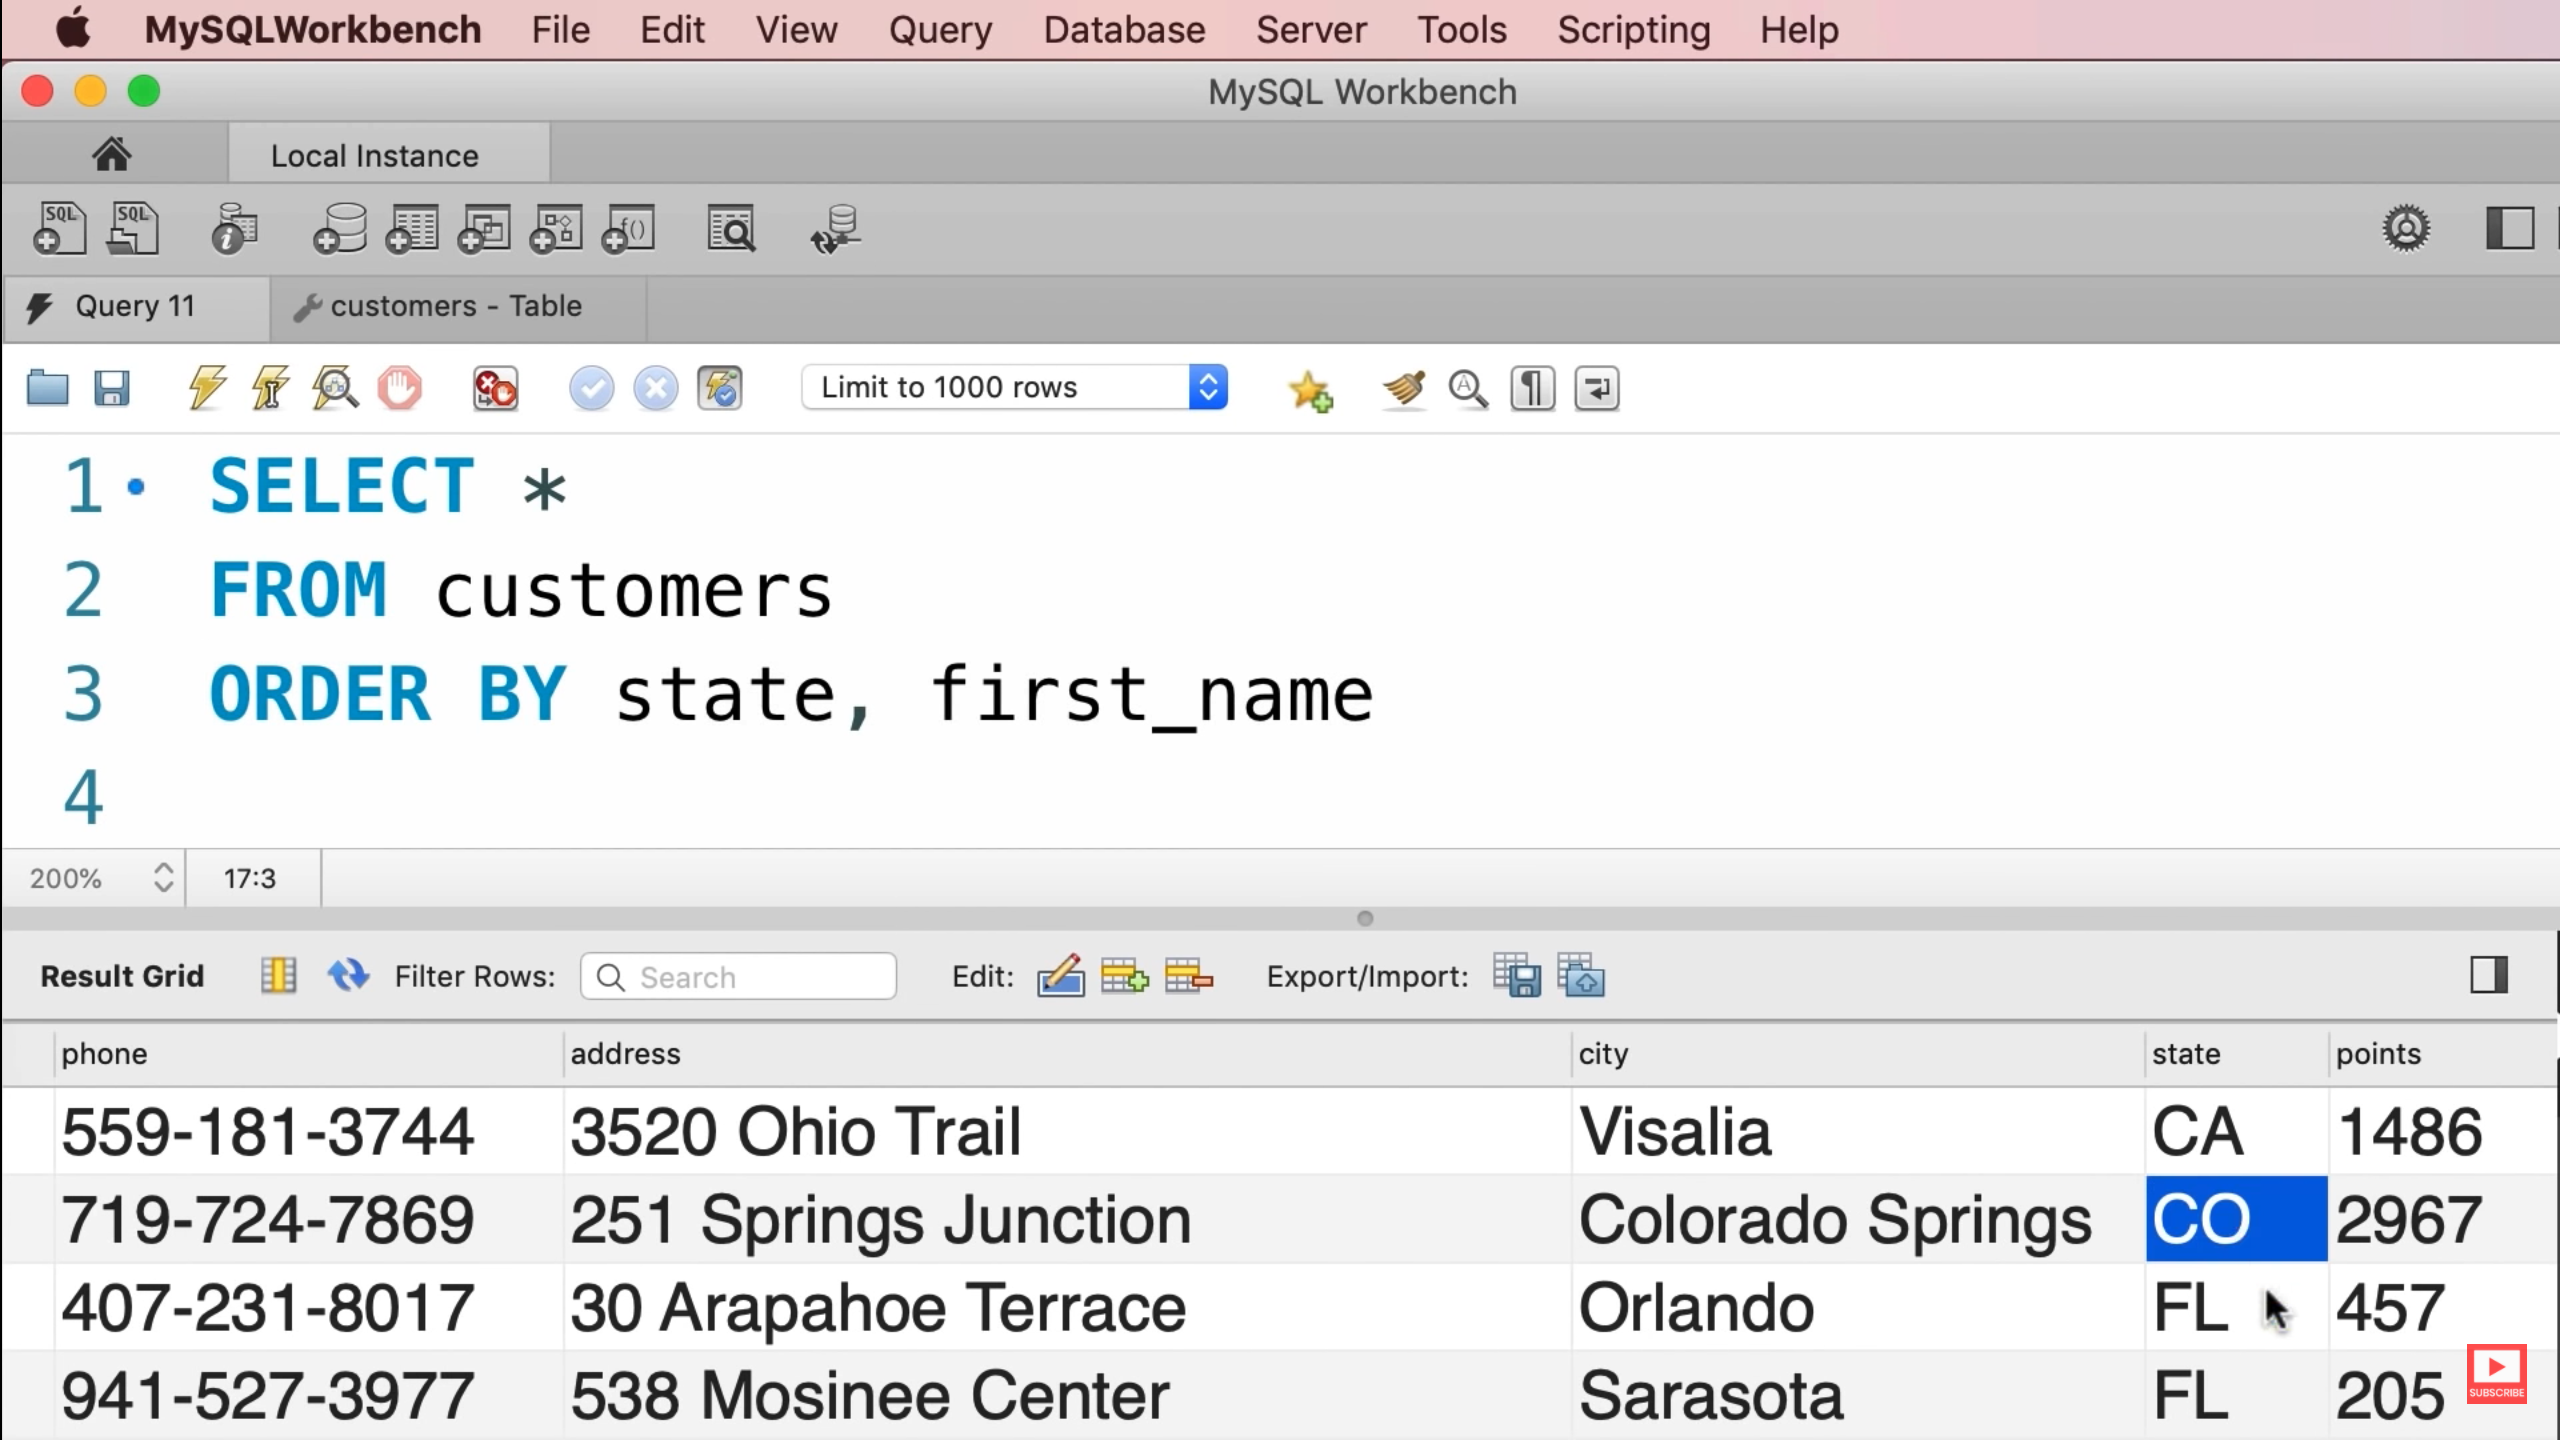 MySQLWorkbench File Edit View Query Database Server Tools Scripting Help
MySQL Workbench
Local Instance
SQL SQL
Query 11 customers - Table
Limit to 1000 rows
1 SELECT *
2 FROM customers
3 ORDER BY state, first_name
4
200% 17:3
Result Grid Filter Rows: Search Edit: Export/Import:
phone address city state points
559-181-3744 3520 Ohio Trail Visalia CA 1486
719-724-7869 251 Springs Junction Colorado Springs CO 2967
407-231-8017 30 Arapahoe Terrace Orlando FL 457
941-527-3977 538 Mosinee Center Sarasota FL 205
SUBSCRIBE